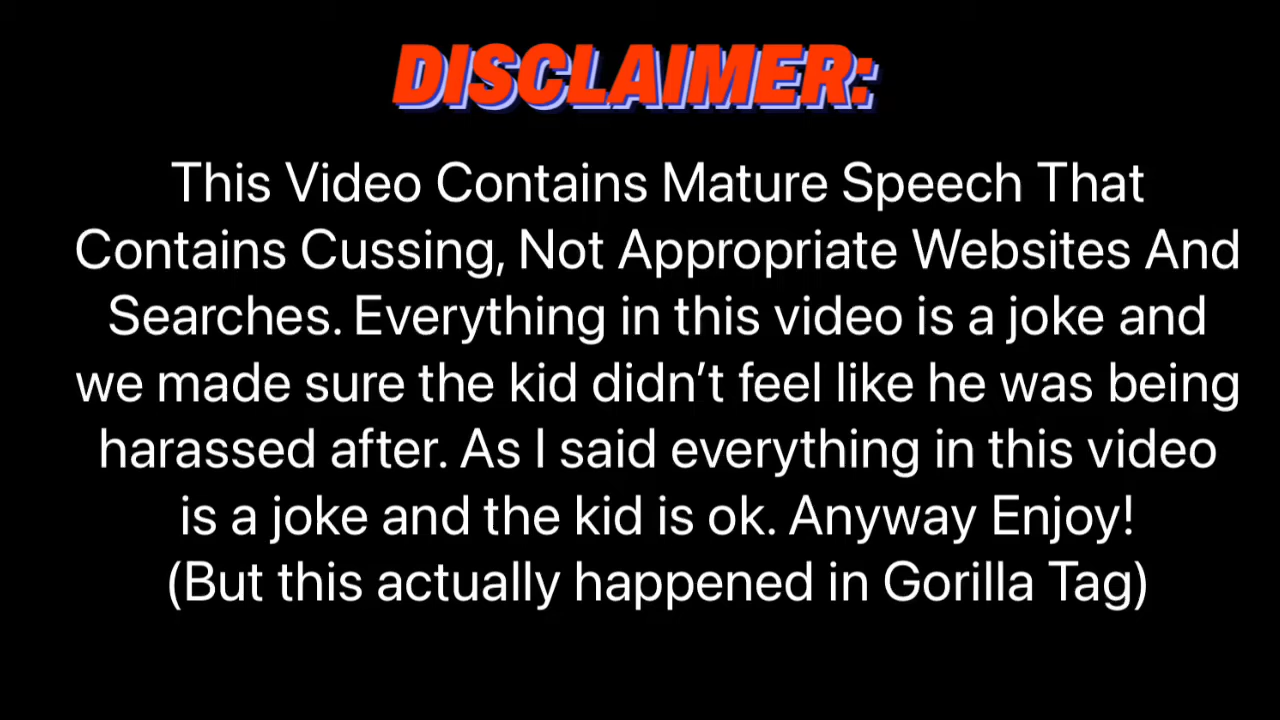 DISCLAIMER:
This Video Contains Mature Speech That
Contains Cussing, Not Appropriate Websites And
Searches. Everything in this video is a joke and
we made sure the kid didn’t feel like he was being
harassed after. As I said everything in this video
is a joke and the kid is ok. Anyway Enjoy!
(But this actually happened in Gorilla Tag)